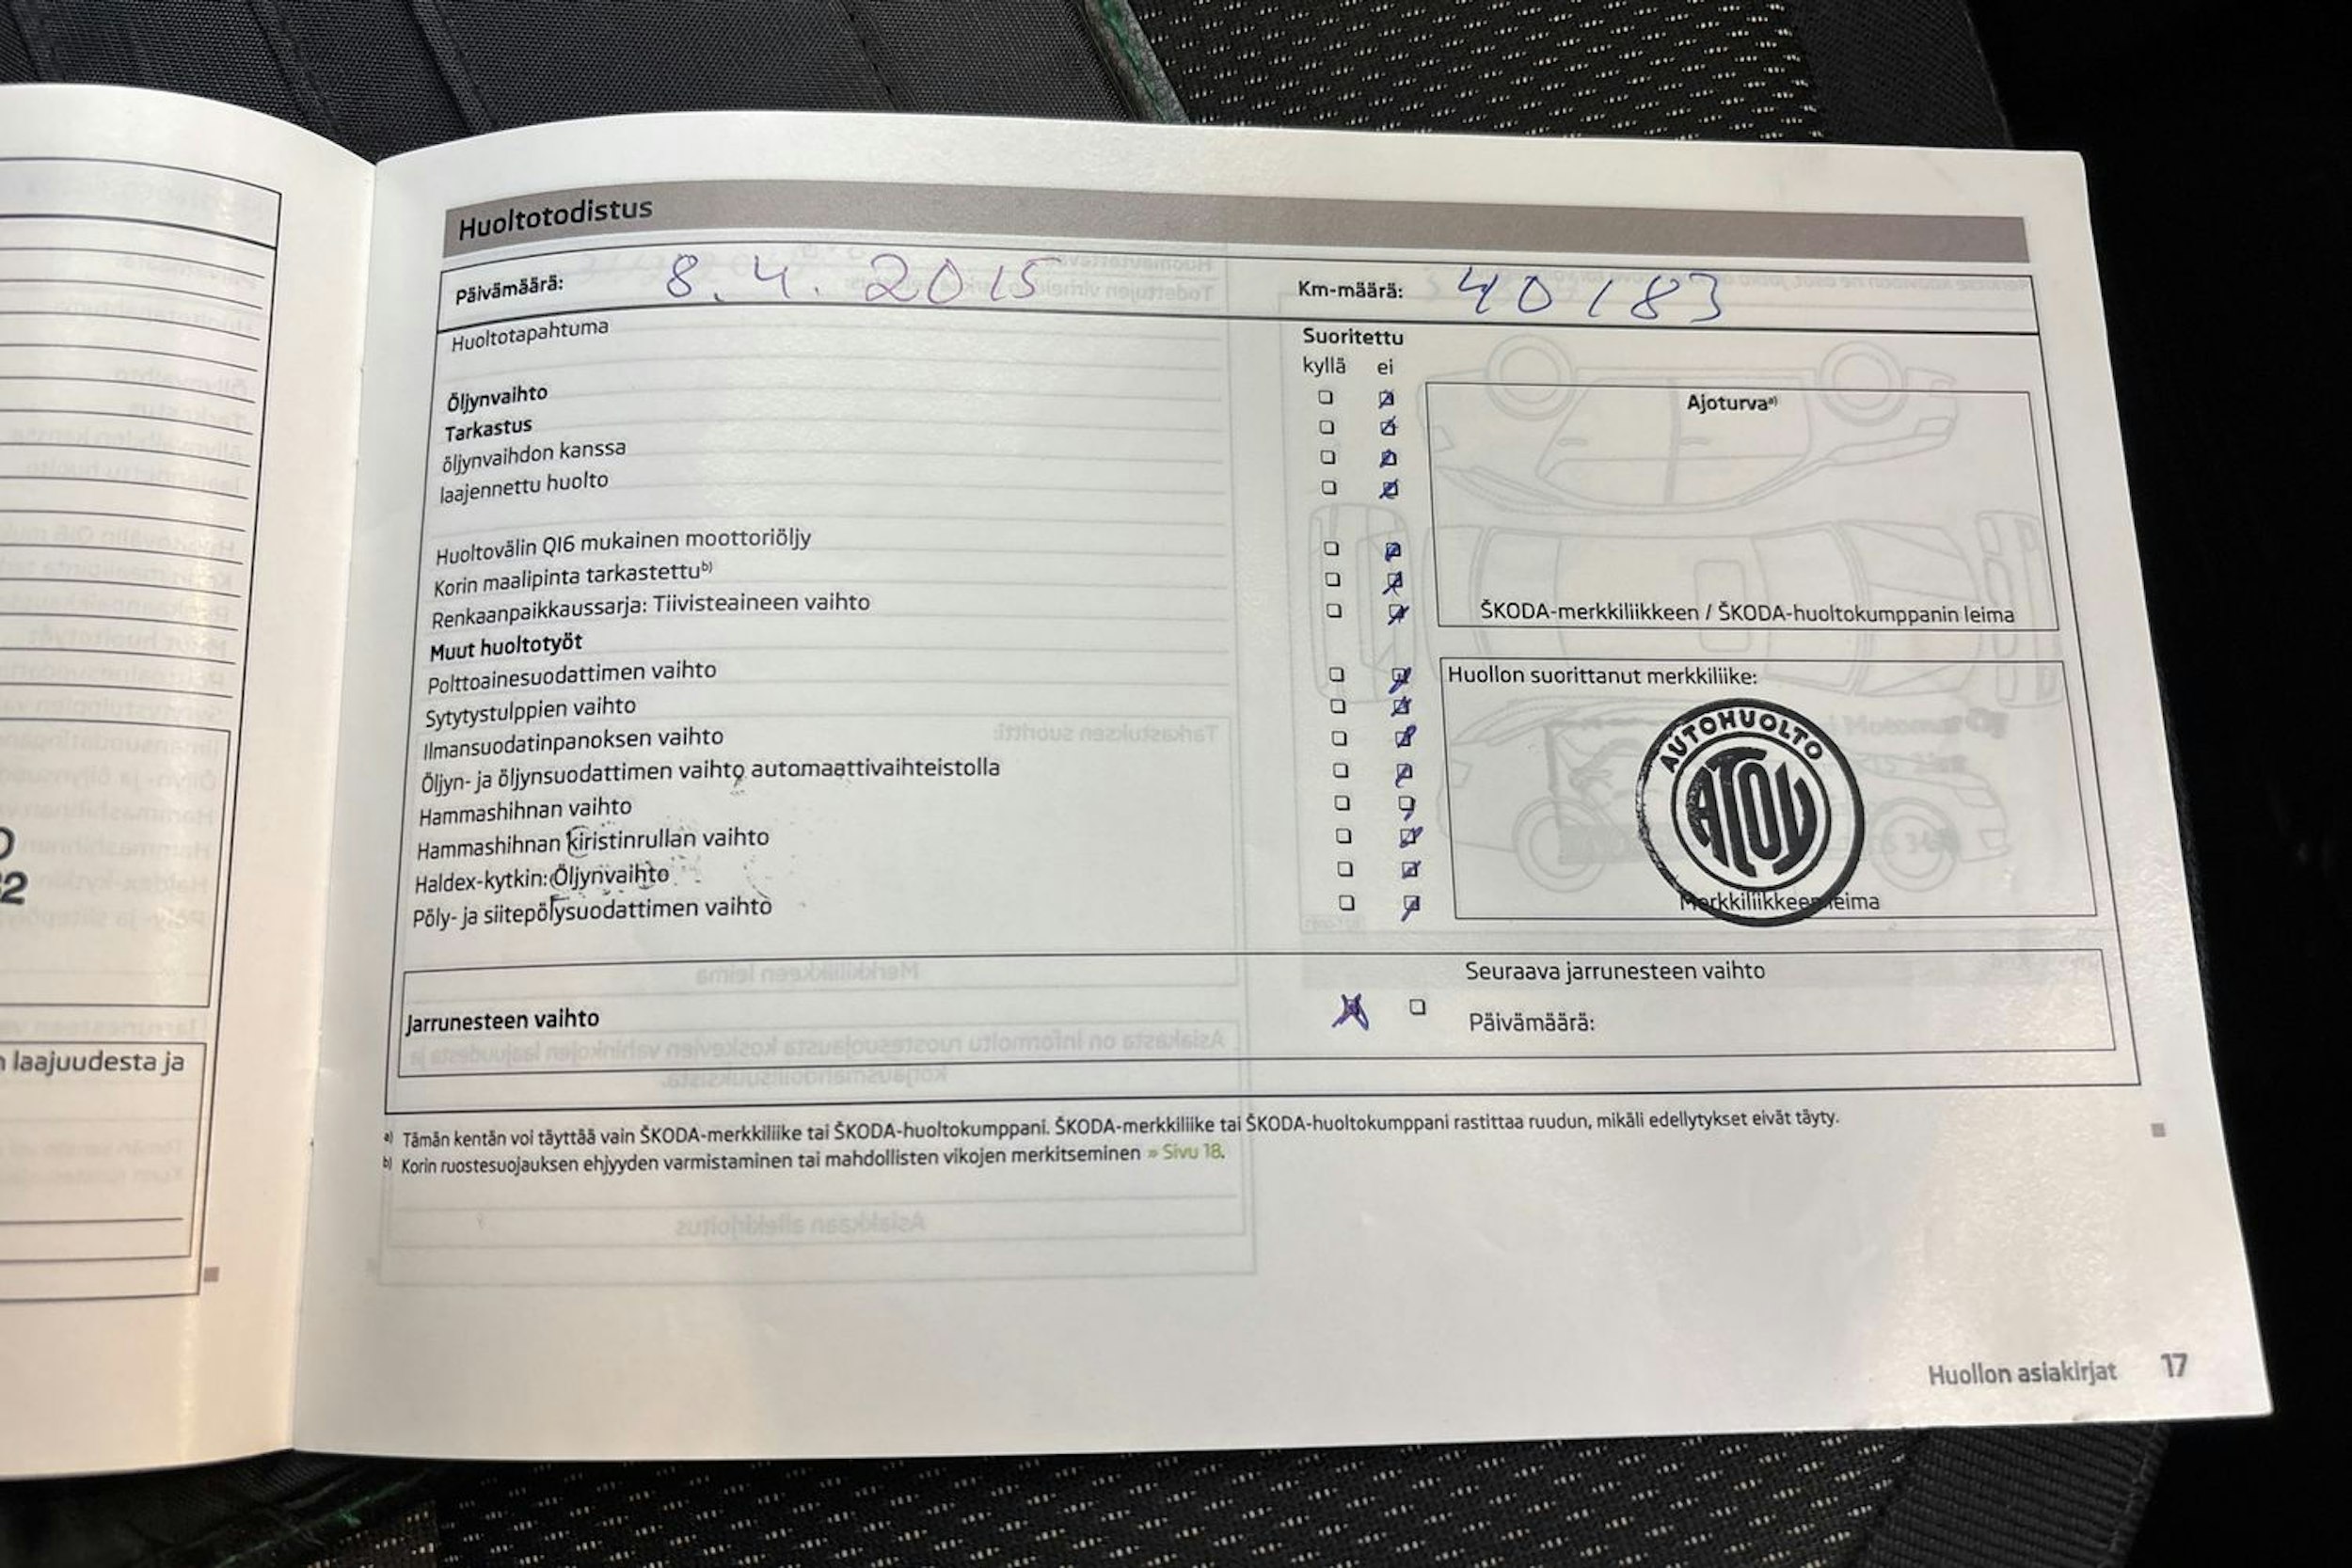 Huoltotodistus
Päivämäärä: 8.4.2015 Km-määrä: 40183
Huoltotapahtuma Suoritettu
kyllä ei
Öljynvaihto
Tarkastus
öljynvaihdon kanssa
laajennettu huolto
Huoltovälin QI6 mukainen moottoriöljy
Korin maalipinta tarkastettu b)
Renkaanpaikkaussarja: Tiivisteaineen vaihto
Muut huoltotyöt
Polttoainesuodattimen vaihto
Sytytystulppien vaihto
Ilmansuodatinpanoksen vaihto
Öljyn- ja öljynsuodattimen vaihto automaattivaihteistolla
Hammashihnan vaihto
Hammashihnan kiristinrullan vaihto
Haldex-kytkin: Öljynvaihto
Pöly- ja siitepölysuodattimen vaihto
Ajoturva a)
ŠKODA-merkkiliikkeen / ŠKODA-huoltokumppanin leima
Huollon suorittanut merkkiliike:
AUTOHUOLTO
ATOY
Merkkiliikkeen leima
Seuraava jarrunesteen vaihto
Jarrunesteen vaihto Päivämäärä:
a) Tämän kentän voi täyttää vain ŠKODA-merkkiliike tai ŠKODA-huoltokumppani. ŠKODA-merkkiliike tai ŠKODA-huoltokumppani rastittaa ruudun, mikäli edellytykset eivät täyty.
b) Korin ruostesuojauksen ehjyyden varmistaminen tai mahdollisten vikojen merkitseminen » Sivu 18.
Huollon asiakirjat 17
laajuudesta ja